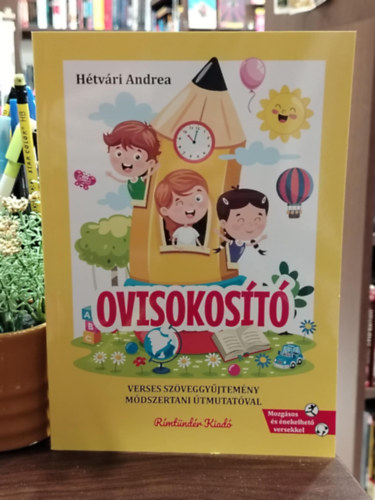 Hétvári Andrea
OVISOKOSÍTÓ
A
B
C
VERSES SZÖVEGGYŰJTEMÉNY
MÓDSZERTANI ÚTMUTATÓVAL
Rímtündér Kiadó
Mozgásos
és énekelhető
versekkel